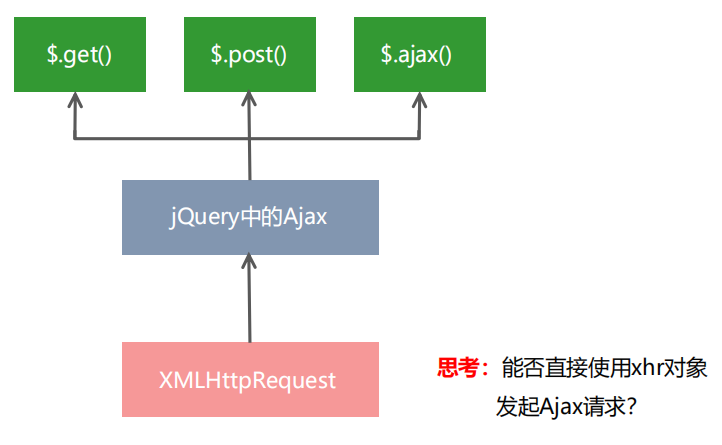 $.get()
$.post()
$.ajax()
jQuery中的Ajax
XMLHttpRequest
思考：能否直接使用xhr对象
发起Ajax请求？